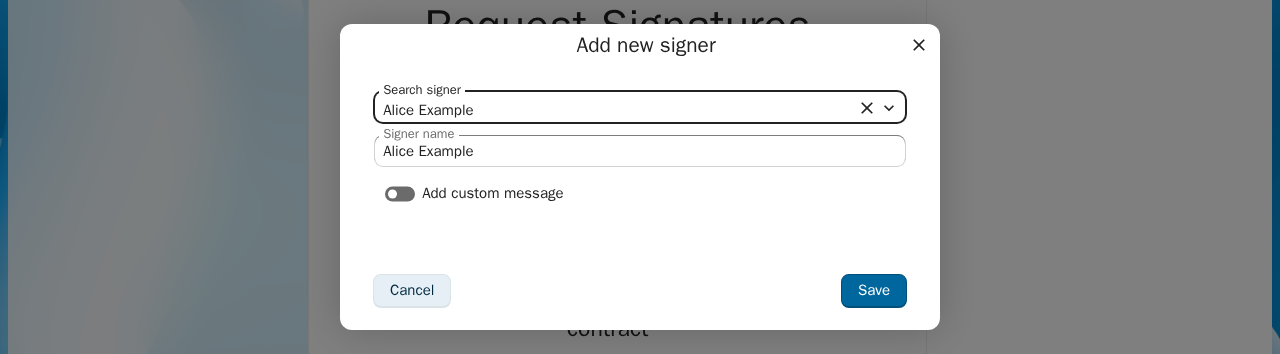 Request Signatures
Add new signer
Search signer
Alice Example
Signer name
Alice Example
Add custom message
Cancel
Save
contract